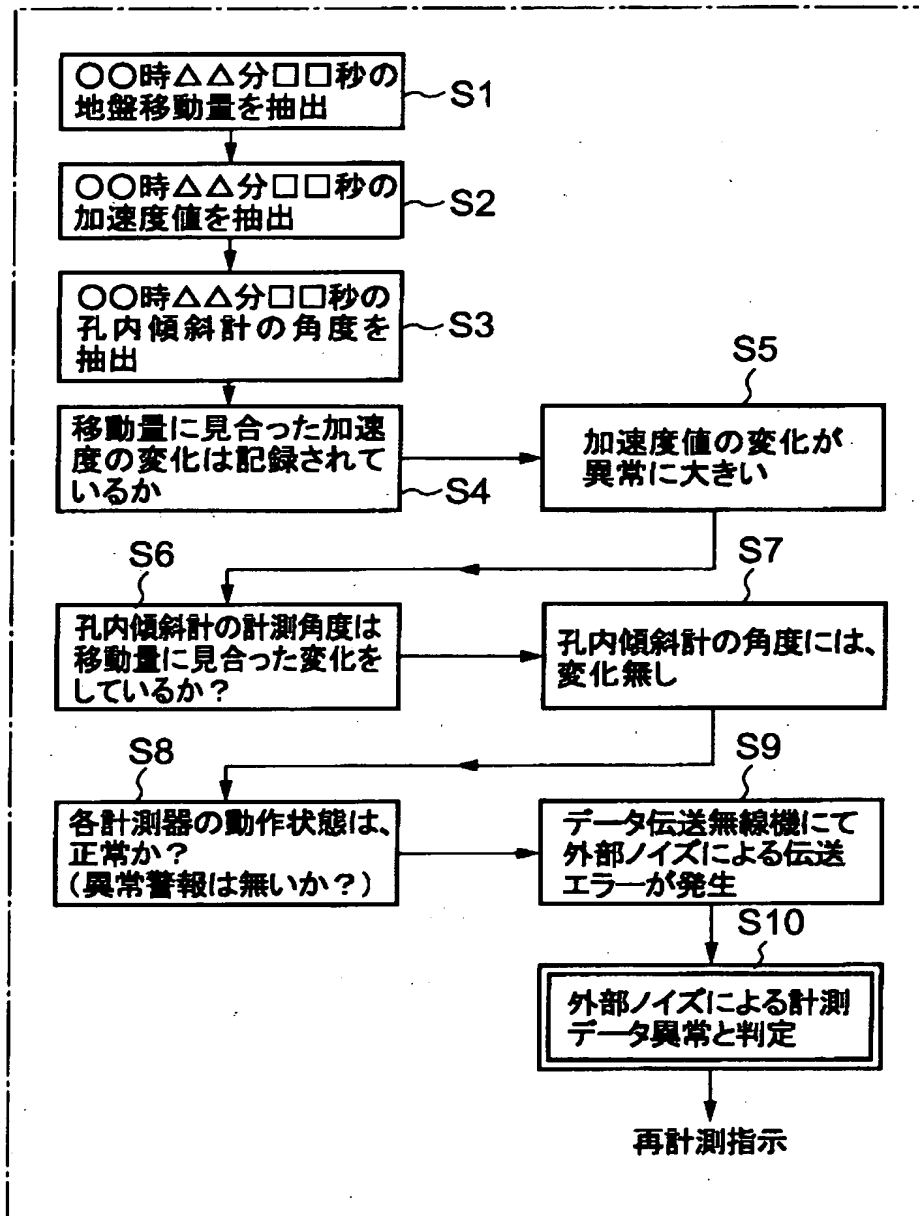 ○○時△△分□□秒の
地盤移動量を抽出
S1
○○時△△分□□秒の
加速度値を抽出
S2
○○時△△分□□秒の
孔内傾斜計の角度を
抽出
S3
移動量に見合った加速
度の変化は記録されて
いるか
S4
S5
加速度値の変化が
異常に大きい
S6
孔内傾斜計の計測角度は
移動量に見合った変化を
しているか？
S7
孔内傾斜計の角度には、
変化無し
S8
各計測器の動作状態は、
正常か？
（異常警報は無いか？）
S9
データ伝送無線機にて
外部ノイズによる伝送
エラーが発生
S10
外部ノイズによる計測
データ異常と判定
再計測指示